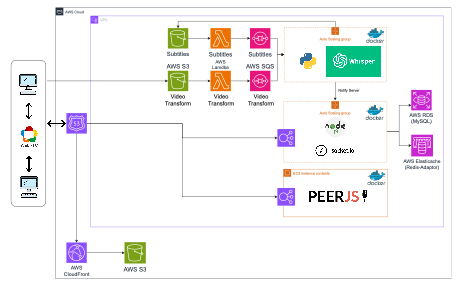 AWS Cloud
VPC
Auto Scaling group
docker
Subtitles
Subtitles
Subtitles
AWS S3
AWS Lamdba
AWS SQS
Whisper
Video Transform
Video Transform
Video Transform
Notify Server
Auto Scaling group
docker
node
socket.io
AWS RDS
(MySQL)
AWS Elasticache
(Redis-Adaptor)
EC2 instance contents
docker
PEERJS
AWS CloudFront
AWS S3